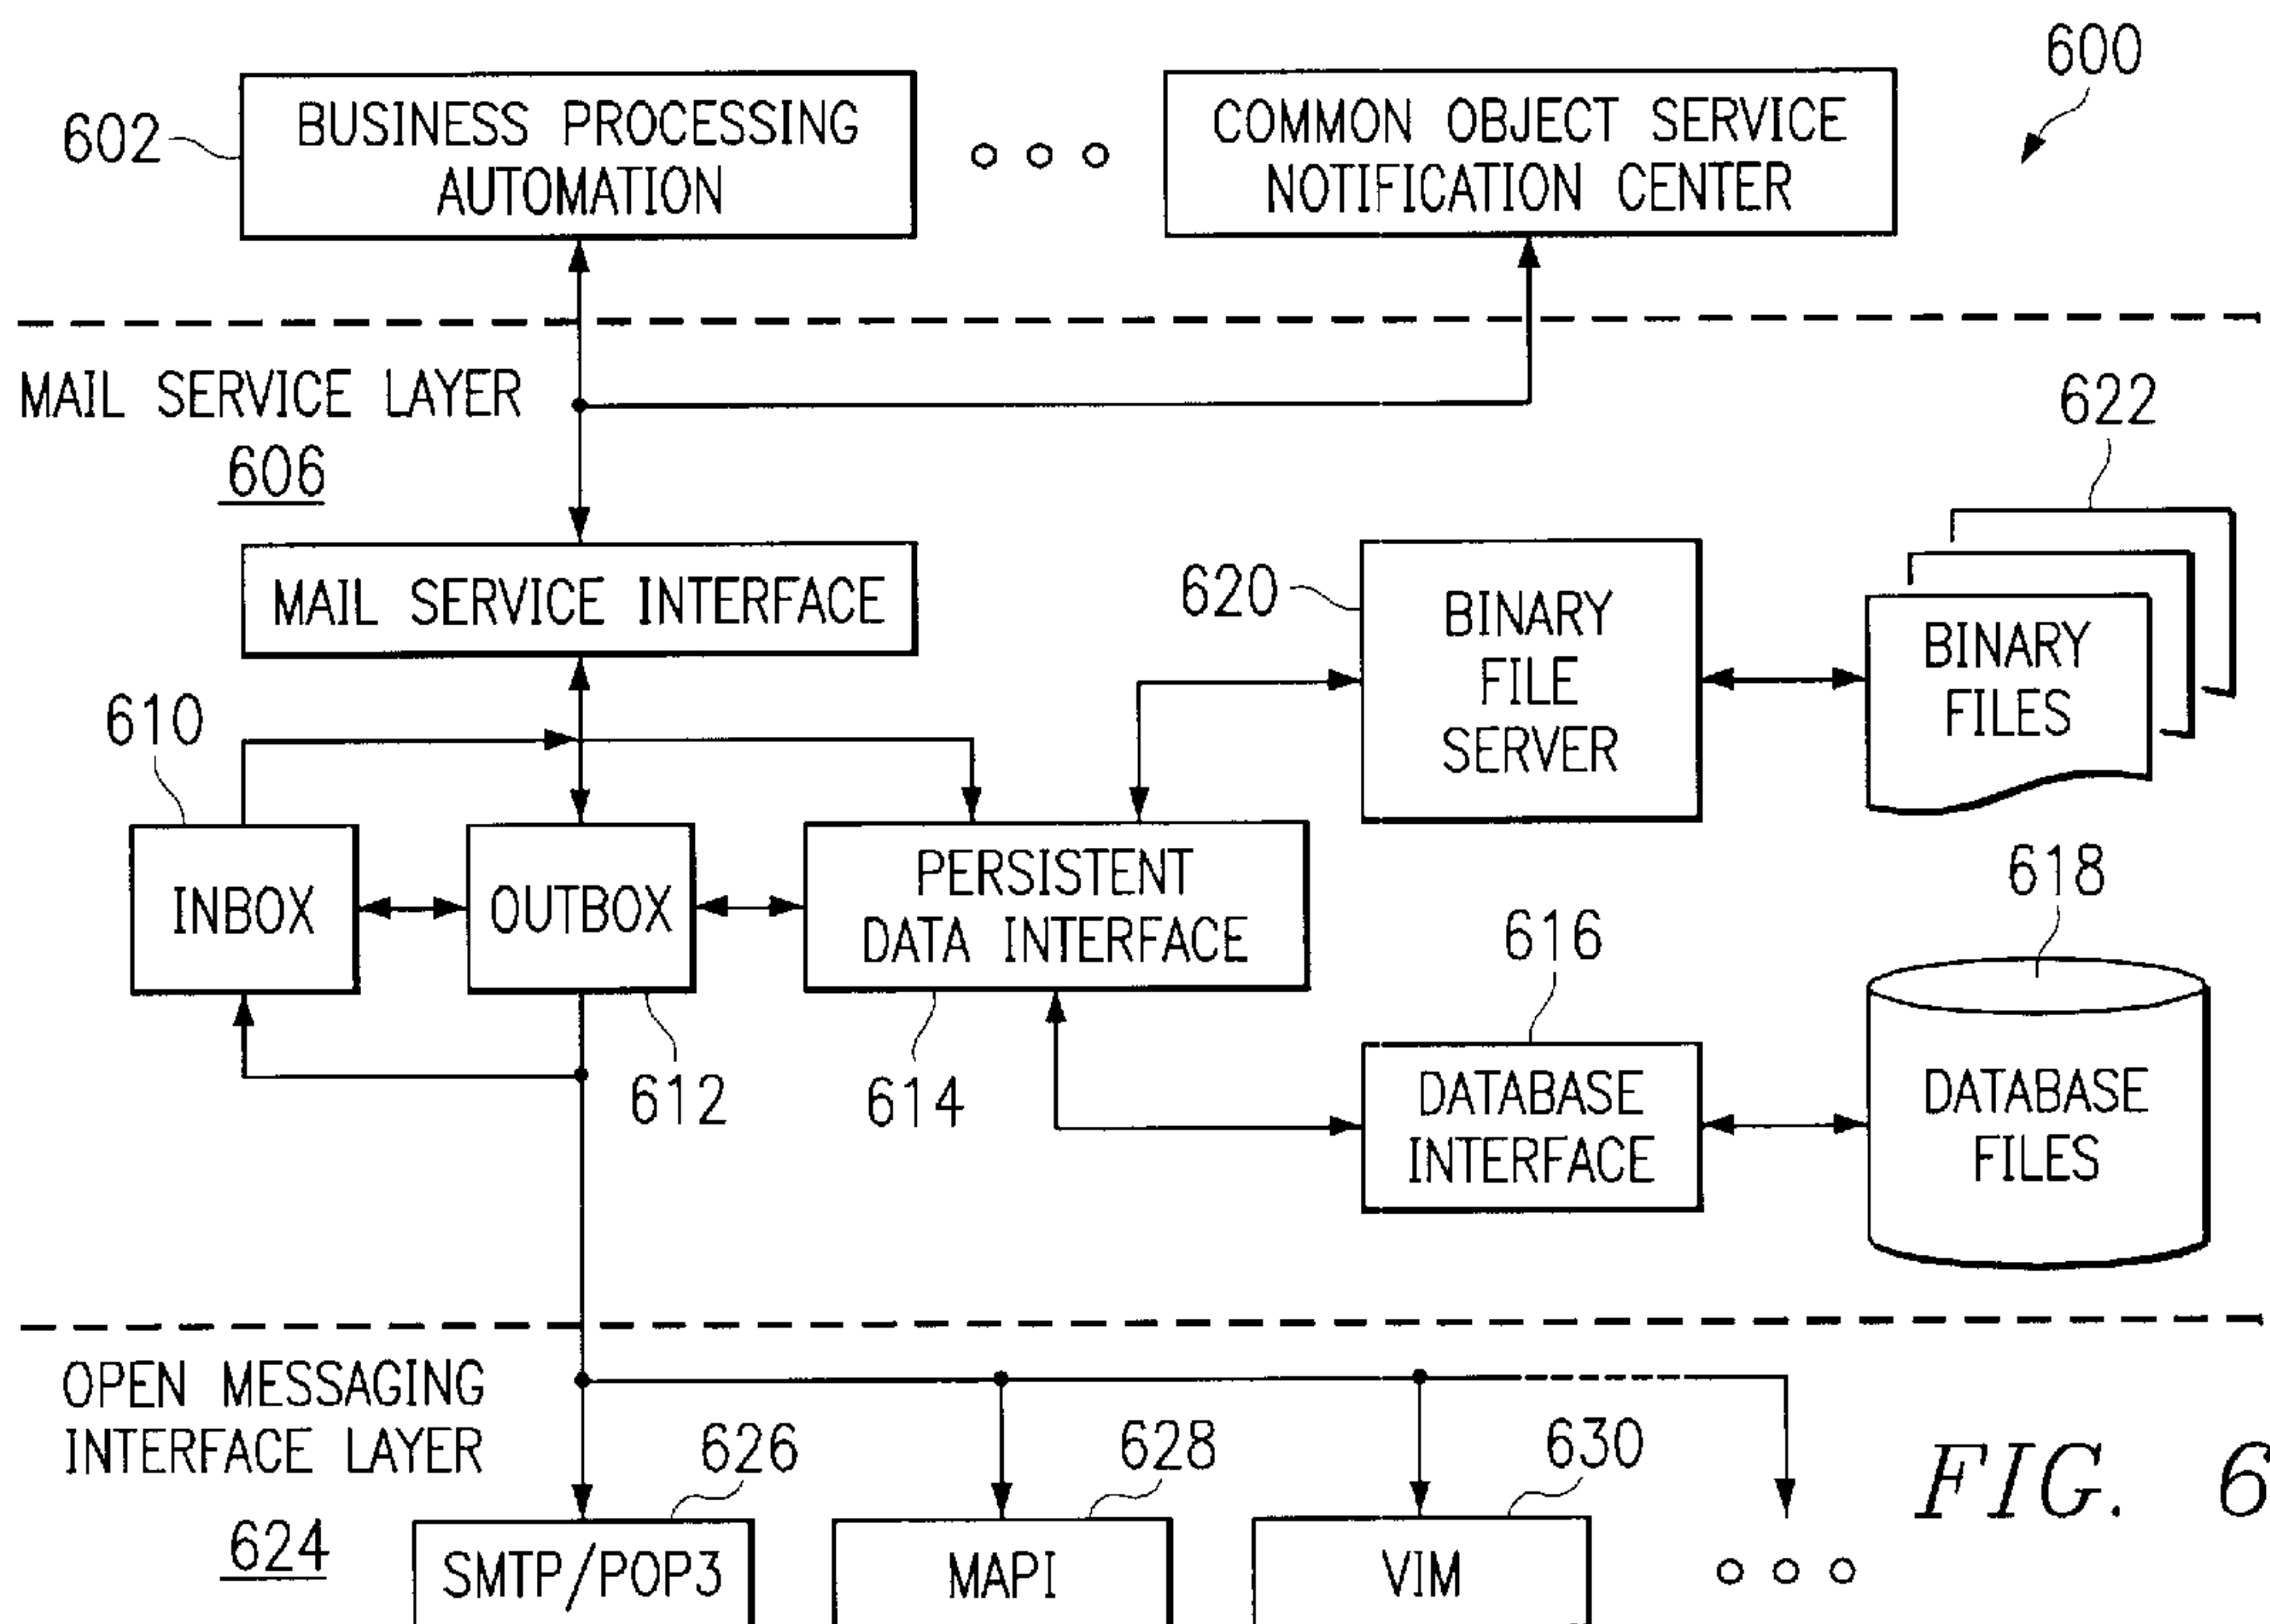 600
602
BUSINESS PROCESSING
AUTOMATION
COMMON OBJECT SERVICE
NOTIFICATION CENTER
MAIL SERVICE LAYER
606
622
MAIL SERVICE INTERFACE
620
BINARY
FILE
SERVER
BINARY
FILES
610
INBOX
OUTBOX
PERSISTENT
DATA INTERFACE
618
616
612
614
DATABASE
INTERFACE
DATABASE
FILES
OPEN MESSAGING
INTERFACE LAYER
624
626
628
630
SMTP/POP3
MAPI
VIM
FIG. 6